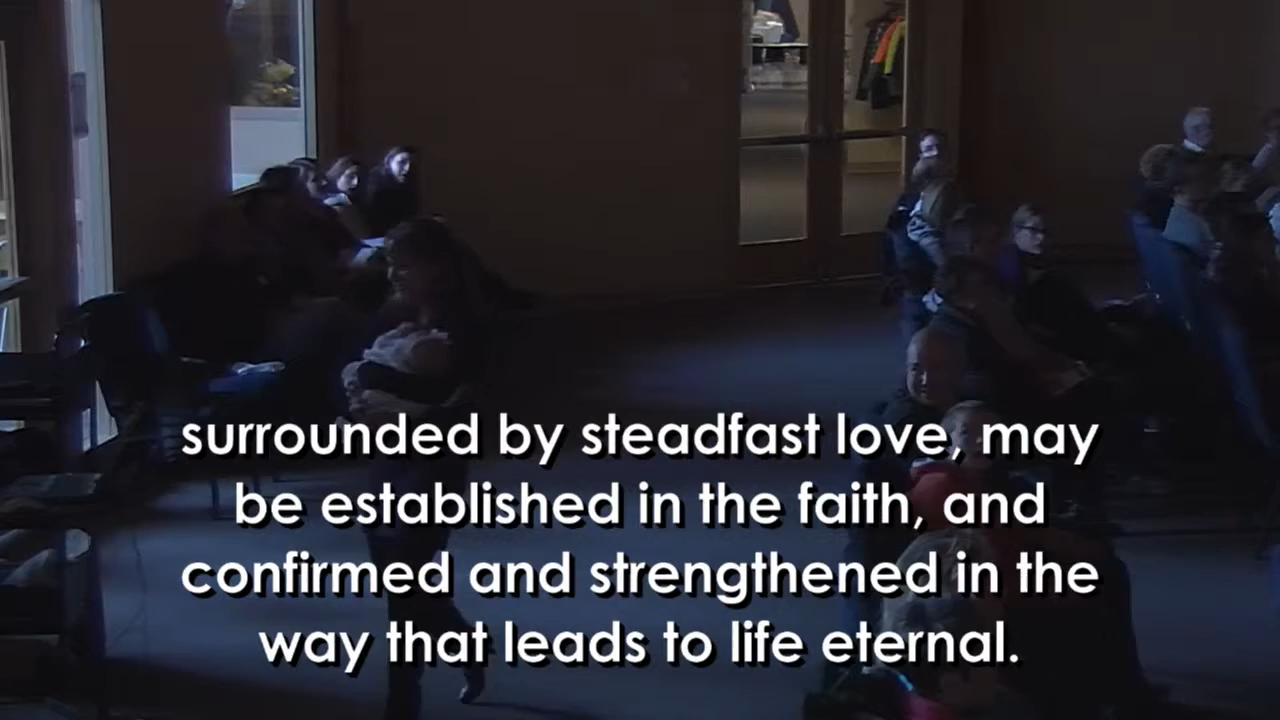 surrounded by steadfast love, may
be established in the faith, and
confirmed and strengthened in the
way that leads to life eternal.